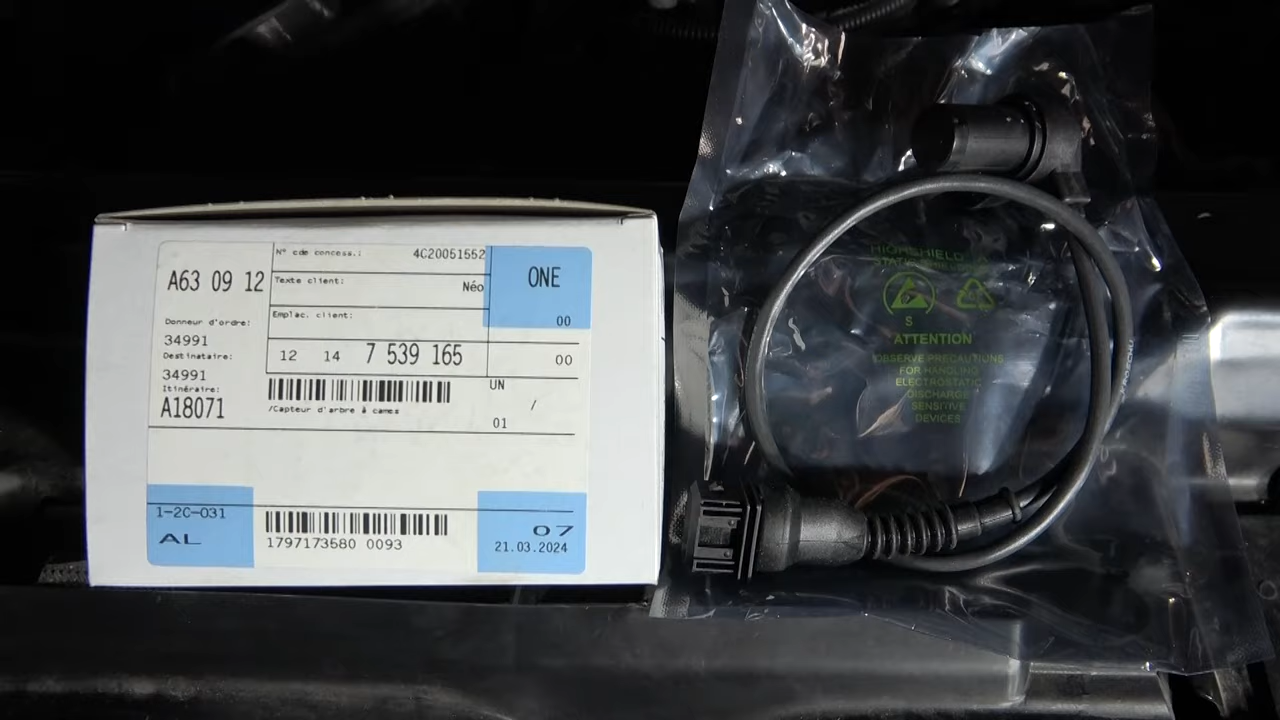 A63 09 12
N° cde concess.: 4C20051552
Texte client: Néo
Emplac. client:
ONE
00
Donneur d'ordre:
34991
Destinataire:
34991
Itinéraire:
A18071
12 14 7 539 165
00
/Capteur d'arbre à cames
UN
/
01
1-2C-031
AL
1797173580 0093
07
21.03.2024
HIGHSHIELD
S
ATTENTION
OBSERVE PRECAUTIONS
FOR HANDLING
ELECTROSTATIC
DISCHARGE
SENSITIVE
DEVICES